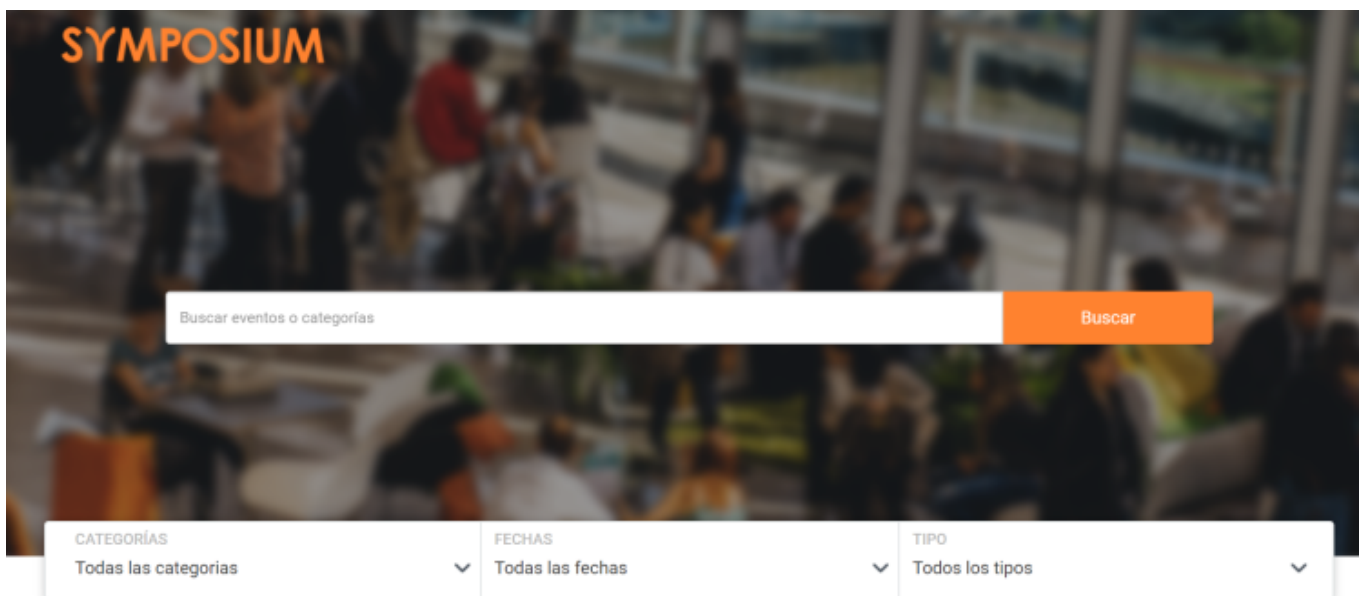 SYMPOSIUM
Buscar eventos o categorías
Buscar
CATEGORÍAS
Todas las categorias
FECHAS
Todas las fechas
TIPO
Todos los tipos